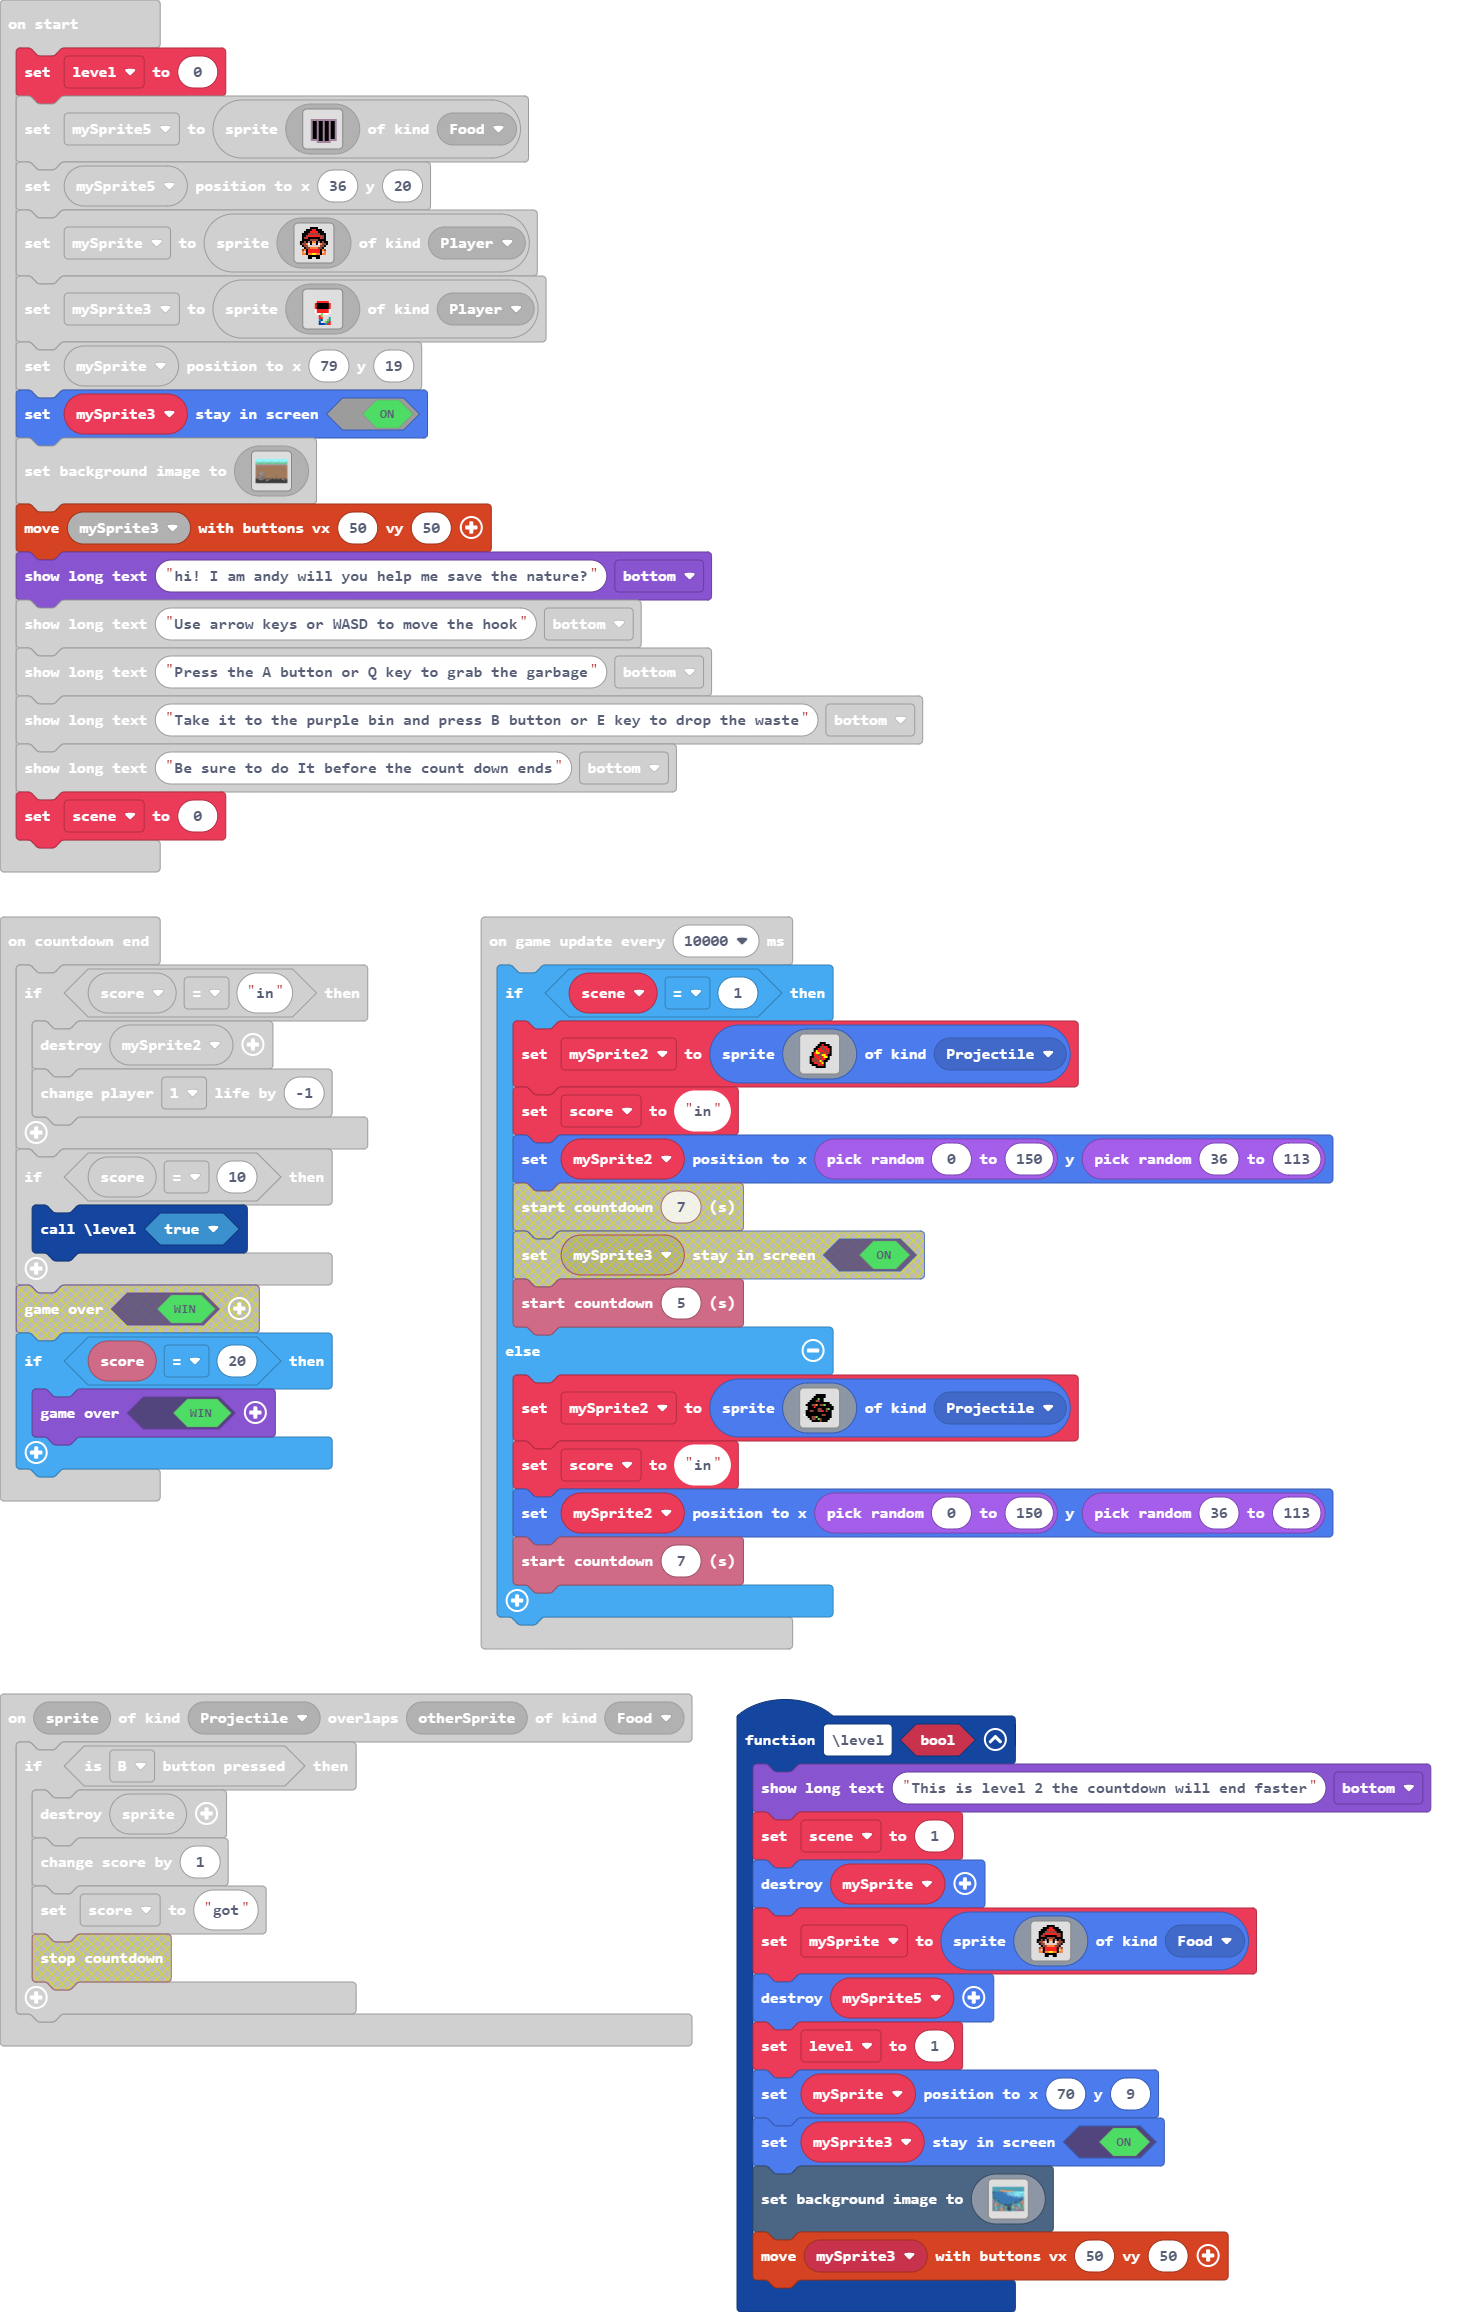 on start
set level to 0
set mySprite5 to sprite of kind Food
set mySprite5 position to x 36 y 20
set mySprite to sprite of kind Player
set mySprite3 to sprite of kind Player
set mySprite position to x 79 y 19
set mySprite3 stay in screen ON
set background image to
move mySprite3 with buttons vx 50 vy 50
show long text "hi! I am andy will you help me save the nature?" bottom
show long text "Use arrow keys or WASD to move the hook" bottom
show long text "Press the A button or Q key to grab the garbage" bottom
show long text "Take it to the purple bin and press B button or E key to drop the waste" bottom
show long text "Be sure to do It before the count down ends" bottom
set scene to 0
on countdown end
if score = "in" then
destroy mySprite2
change player 1 life by -1
if score = 10 then
call \level true
game over WIN
if score = 20 then
game over WIN
on game update every 10000 ms
if scene = 1 then
set mySprite2 to sprite of kind Projectile
set score to "in"
set mySprite2 position to x pick random 0 to 150 y pick random 36 to 113
start countdown 7 (s)
set mySprite3 stay in screen ON
start countdown 5 (s)
else
set mySprite2 to sprite of kind Projectile
set score to "in"
set mySprite2 position to x pick random 0 to 150 y pick random 36 to 113
start countdown 7 (s)
on sprite of kind Projectile overlaps otherSprite of kind Food
if is B button pressed then
destroy sprite
change score by 1
set score to "got"
stop countdown
function \level bool
show long text "This is level 2 the countdown will end faster" bottom
set scene to 1
destroy mySprite
set mySprite to sprite of kind Food
destroy mySprite5
set level to 1
set mySprite position to x 70 y 9
set mySprite3 stay in screen ON
set background image to
move mySprite3 with buttons vx 50 vy 50